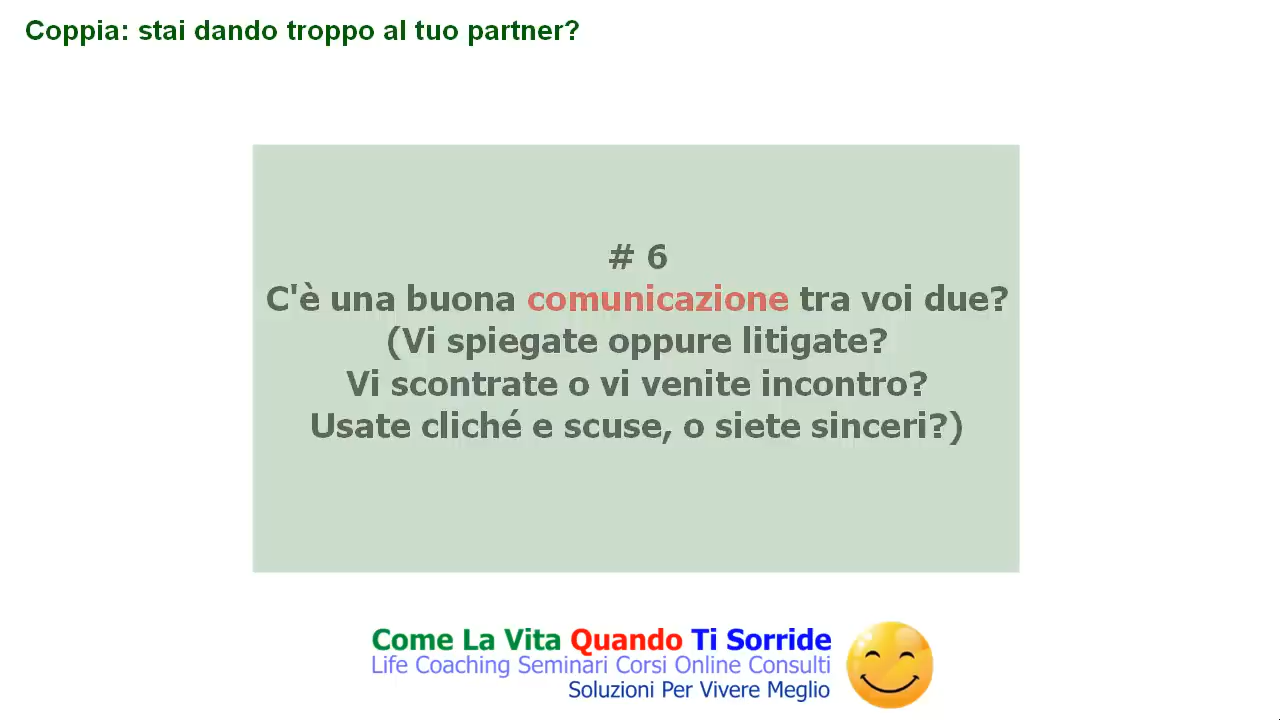 Coppia: stai dando troppo al tuo partner?
# 6
C'è una buona comunicazione tra voi due?
(Vi spiegate oppure litigate?
Vi scontrate o vi venite incontro?
Usate cliché e scuse, o siete sinceri?)
Come La Vita Quando Ti Sorride
Life Coaching Seminari Corsi Online Consulti
Soluzioni Per Vivere Meglio